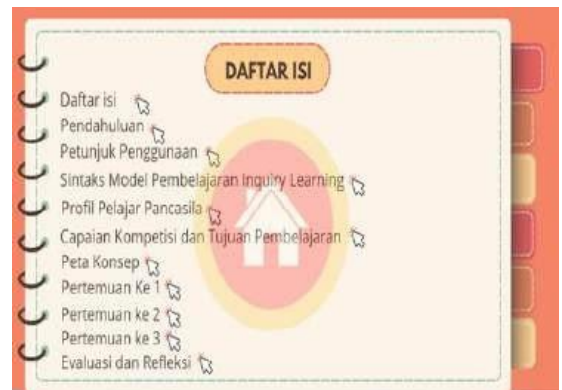 DAFTAR ISI
Daftar isi
Pendahuluan
Petunjuk Penggunaan
Sintaks Model Pembelajaran Inquiry Learning
Profil Pelajar Pancasila
Capaian Kompetisi dan Tujuan Pembelajaran
Peta Konsep
Pertemuan Ke 1
Pertemuan ke 2
Pertemuan ke 3
Evaluasi dan Refleksi